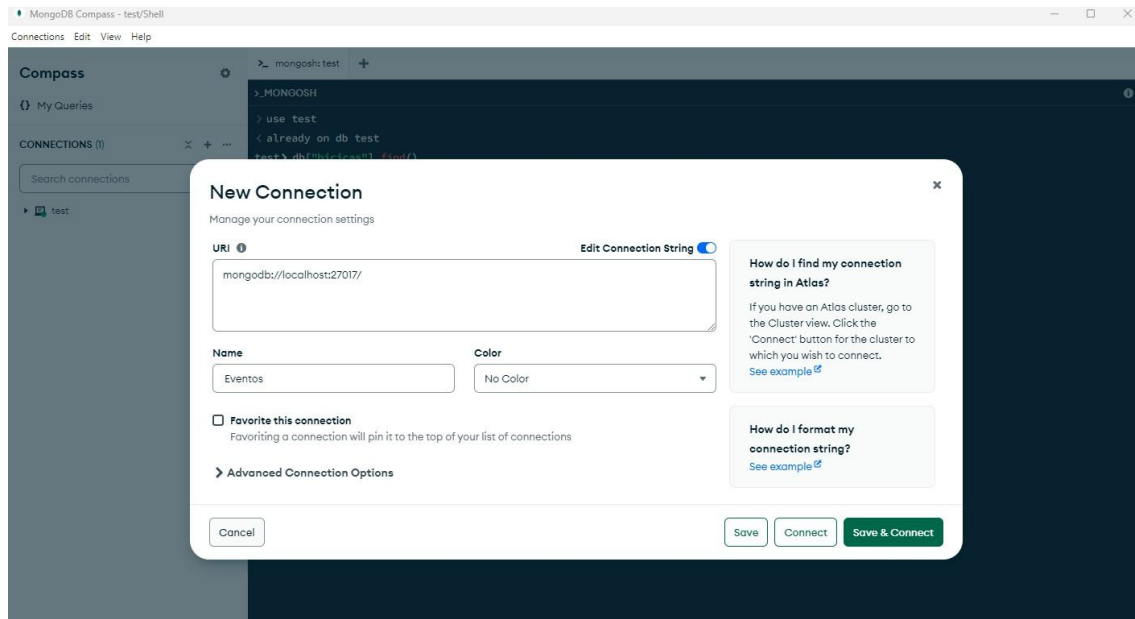 MongoDB Compass - test/Shell
Connections Edit View Help
Compass
>_ mongosh: test +
{} My Queries
>_MONGOSH
> use test
< already on db test
CONNECTIONS (1)
test> db["biricas"].find()
Search connections
test
New Connection
Manage your connection settings
URI
Edit Connection String
mongodb://localhost:27017/
Name
Color
Eventos
No Color
Favorite this connection
Favoriting a connection will pin it to the top of your list of connections
Advanced Connection Options
How do I find my connection
string in Atlas?
If you have an Atlas cluster, go to
the Cluster view. Click the
'Connect' button for the cluster to
which you wish to connect.
See example
How do I format my
connection string?
See example
Cancel
Save
Connect
Save & Connect